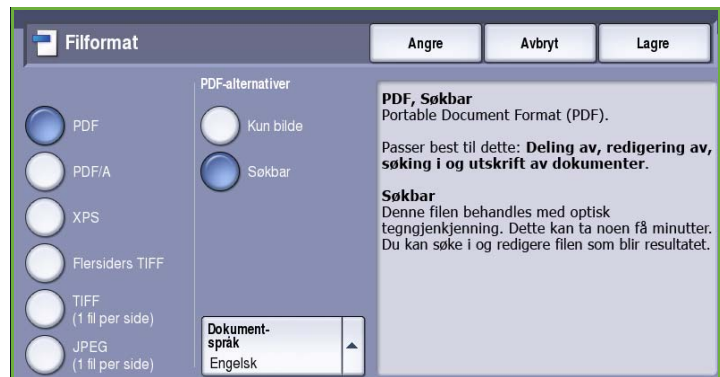 Filformat
Angre
Avbryt
Lagre
PDF
PDF/A
XPS
Flersiders TIFF
TIFF
(1 fil per side)
JPEG
(1 fil per side)
PDF-alternativer
Kun bilde
Søkbar
Dokument-
språk
Engelsk
PDF, Søkbar
Portable Document Format (PDF).
Passer best til dette: Deling av, redigering av,
søking i og utskrift av dokumenter.
Søkbar
Denne filen behandles med optisk
tegngjenkjenning. Dette kan ta noen få minutter.
Du kan søke i og redigere filen som blir resultatet.